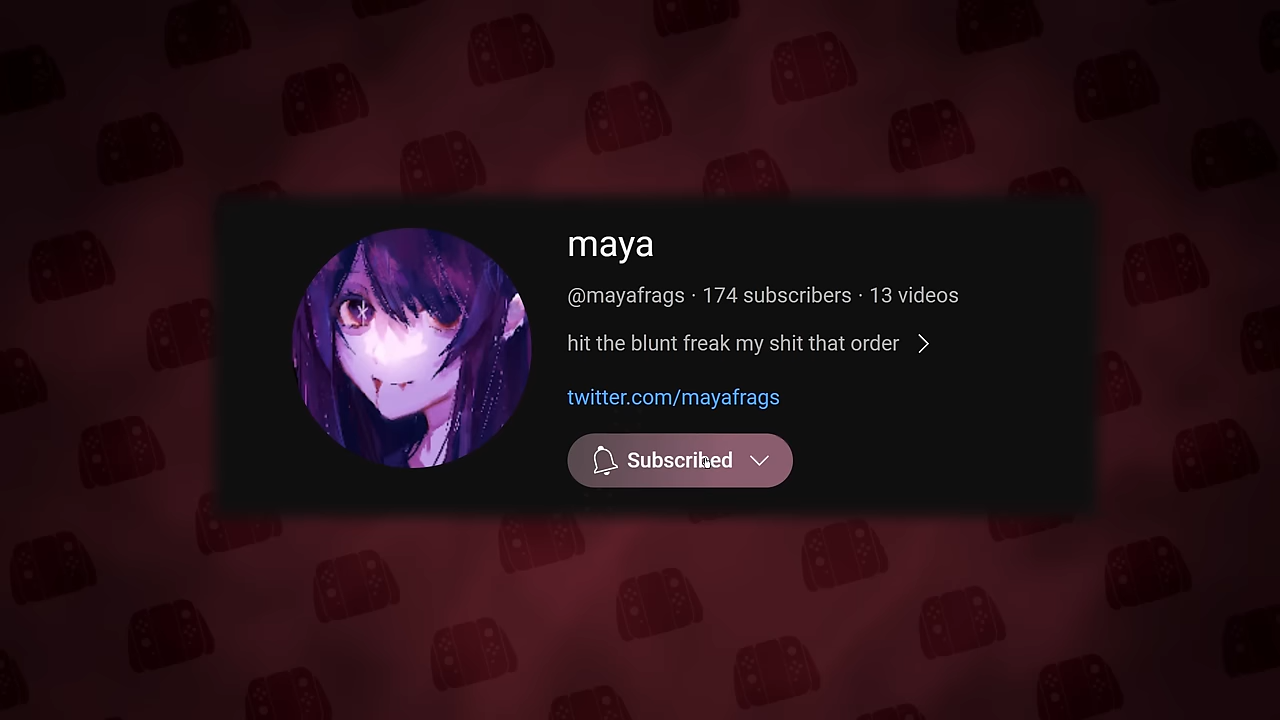 maya
@mayafrags · 174 subscribers · 13 videos
hit the blunt freak my shit that order
twitter.com/mayafrags
Subscribed